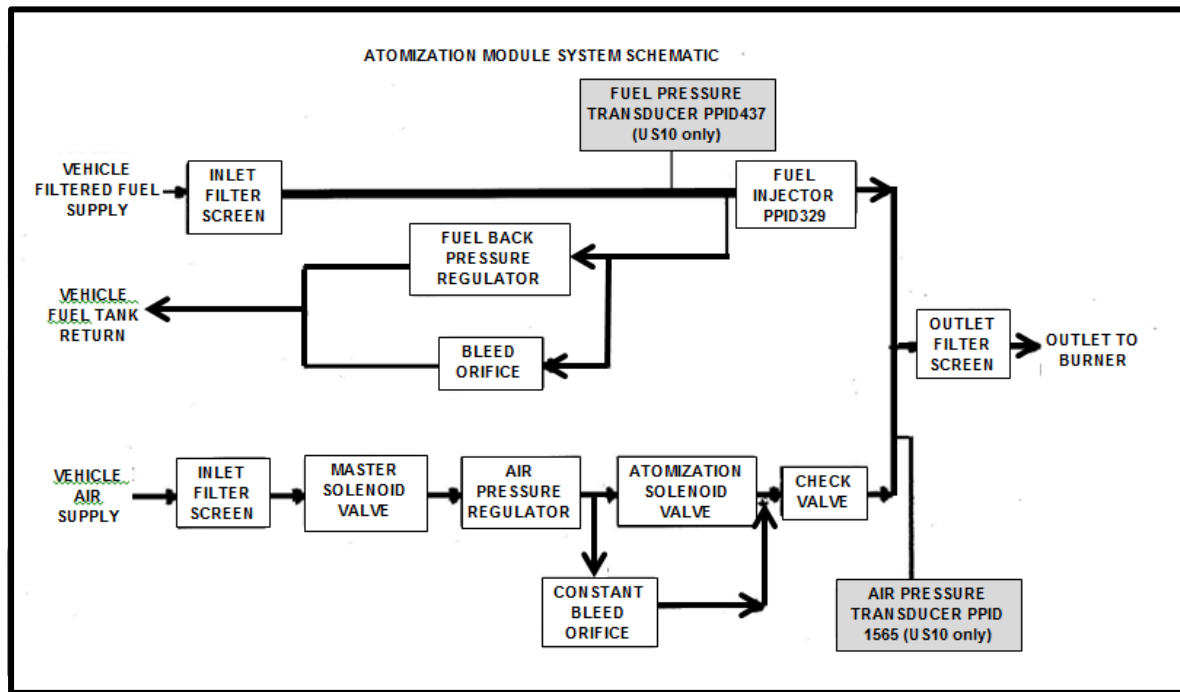 ATOMIZATION MODULE SYSTEM SCHEMATIC
FUEL PRESSURE
TRANSDUCER PPID437
(US10 only)
VEHICLE
FILTERED FUEL
SUPPLY
INLET
FILTER
SCREEN
FUEL
INJECTOR
PPID329
FUEL BACK
PRESSURE
REGULATOR
VEHICLE
FUEL TANK
RETURN
BLEED
ORIFICE
OUTLET
FILTER
SCREEN
OUTLET TO
BURNER
VEHICLE
AIR
SUPPLY
INLET
FILTER
SCREEN
MASTER
SOLENOID
VALVE
AIR
PRESSURE
REGULATOR
ATOMIZATION
SOLENOID
VALVE
CHECK
VALVE
CONSTANT
BLEED
ORIFICE
AIR PRESSURE
TRANSDUCER PPID
1565 (US10 only)